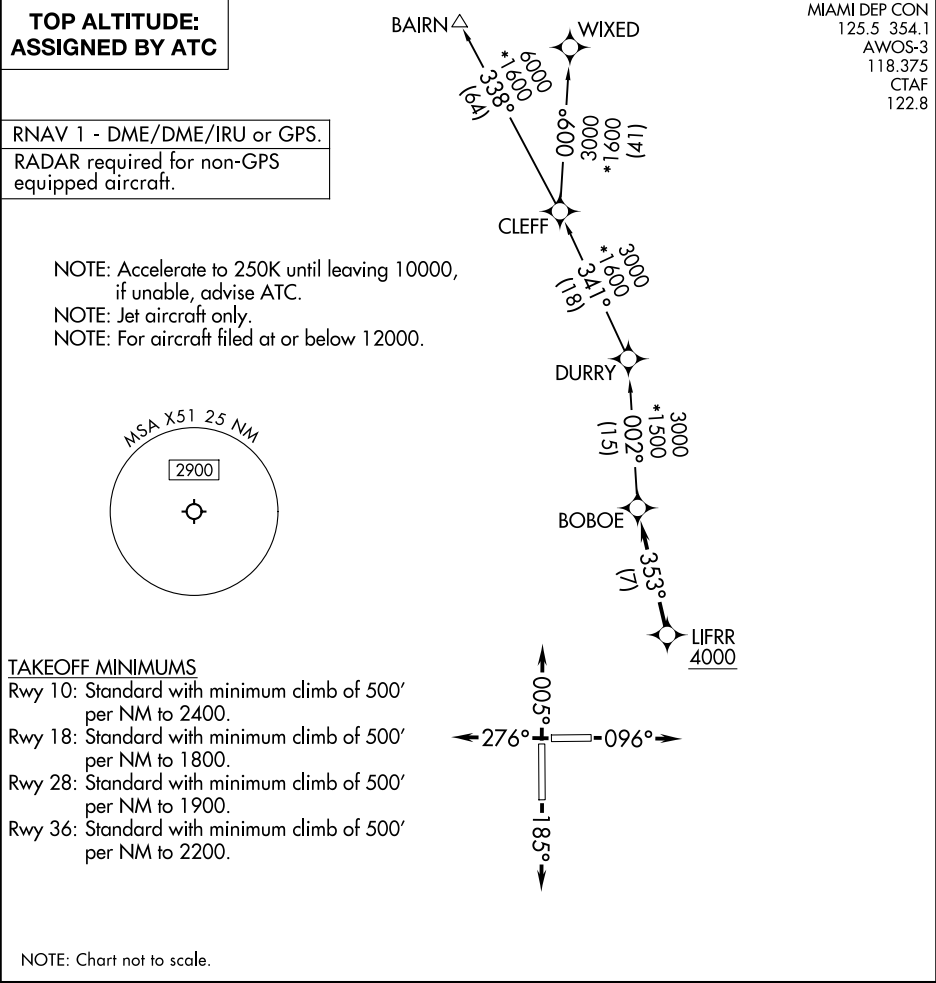 TOP ALTITUDE:
ASSIGNED BY ATC
MIAMI DEP CON
125.5 354.1
AWOS-3
118.375
CTAF
122.8
RNAV 1 - DME/DME/IRU or GPS.
RADAR required for non-GPS
equipped aircraft.
NOTE: Accelerate to 250K until leaving 10000,
if unable, advise ATC.
NOTE: Jet aircraft only.
NOTE: For aircraft filed at or below 12000.
BAIRN
WIXED
6000
*1600
338°
(64)
009°
3000
*1600
(41)
CLEFF
3000
*1600
341°
(18)
DURRY
3000
*1500
002°
(15)
BOBOE
353°
(7)
LIFRR
4000
MSA X51 25 NM
2900
TAKEOFF MINIMUMS
Rwy 10: Standard with minimum climb of 500'
per NM to 2400.
Rwy 18: Standard with minimum climb of 500'
per NM to 1800.
Rwy 28: Standard with minimum climb of 500'
per NM to 1900.
Rwy 36: Standard with minimum climb of 500'
per NM to 2200.
005°
276°
096°
185°
NOTE: Chart not to scale.